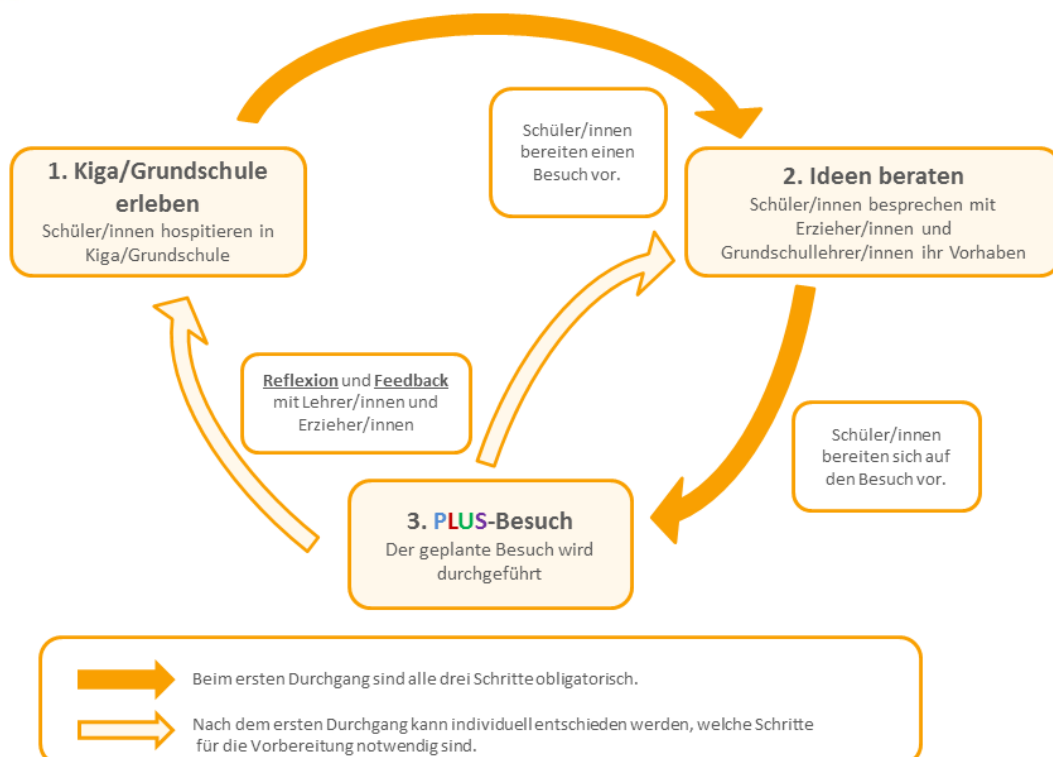 Schüler/innen
bereiten einen
Besuch vor.
1. Kiga/Grundschule
erleben
Schüler/innen hospitieren in
Kiga/Grundschule
2. Ideen beraten
Schüler/innen besprechen mit
Erzieher/innen und
Grundschullehrer/innen ihr Vorhaben
Reflexion und Feedback
mit Lehrer/innen und
Erzieher/innen
Schüler/innen
bereiten sich auf
den Besuch vor.
3. PLUS-Besuch
Der geplante Besuch wird
durchgeführt
Beim ersten Durchgang sind alle drei Schritte obligatorisch.
Nach dem ersten Durchgang kann individuell entschieden werden, welche Schritte
für die Vorbereitung notwendig sind.